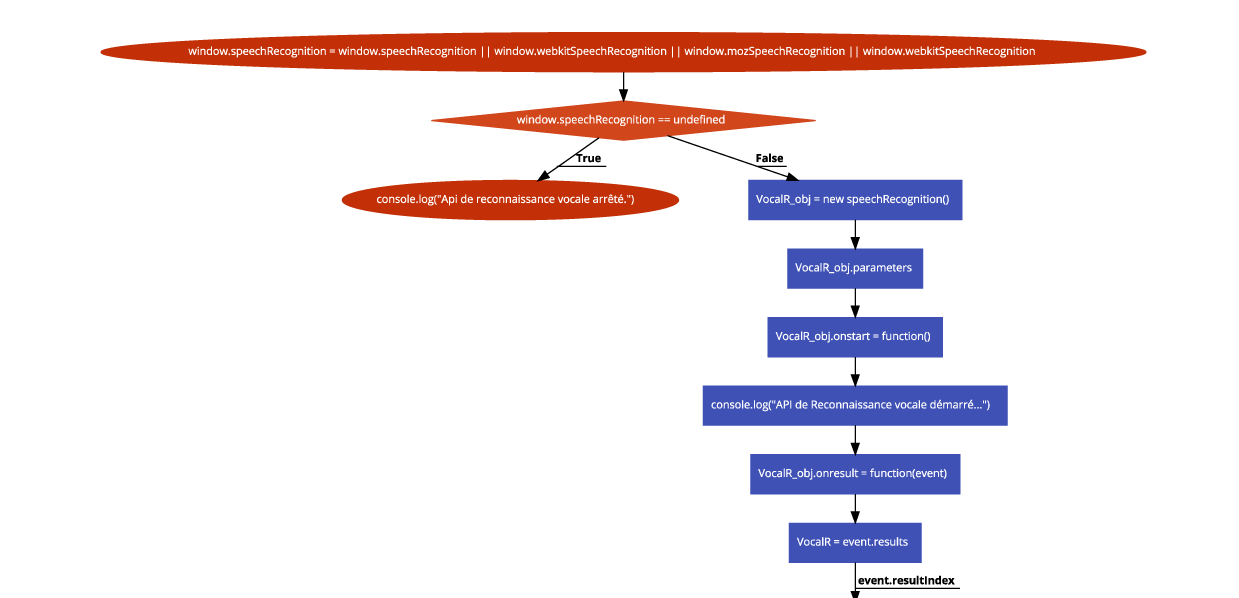 window.speechRecognition = window.speechRecognition || window.webkitSpeechRecognition || window.mozSpeechRecognition || window.webkitSpeechRecognition
window.speechRecognition == undefined
True
False
console.log("Api de reconnaissance vocale arrêté.")
VocalR_obj = new speechRecognition()
VocalR_obj.parameters
VocalR_obj.onstart = function()
console.log("API de Reconnaissance vocale démarré...")
VocalR_obj.onresult = function(event)
VocalR = event.results
event.resultIndex